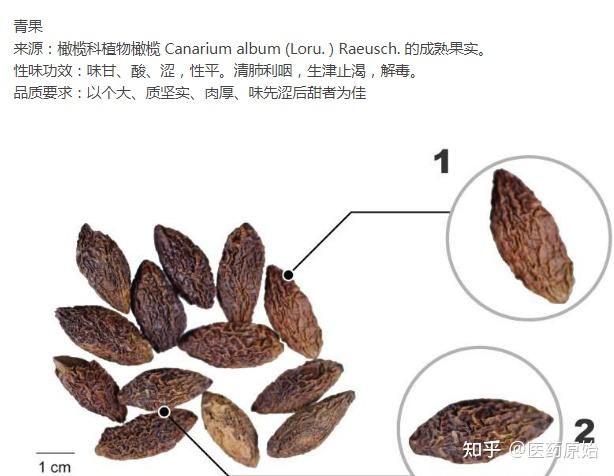 青果
来源：橄榄科植物橄榄 Canarium album (Loru. ) Raeusch. 的成熟果实。
性味功效：味甘、酸、涩，性平。清肺利咽，生津止渴，解毒。
品质要求：以个大、质坚实、肉厚、味先涩后甜者为佳
1
2
知乎 @医药原始
1 cm